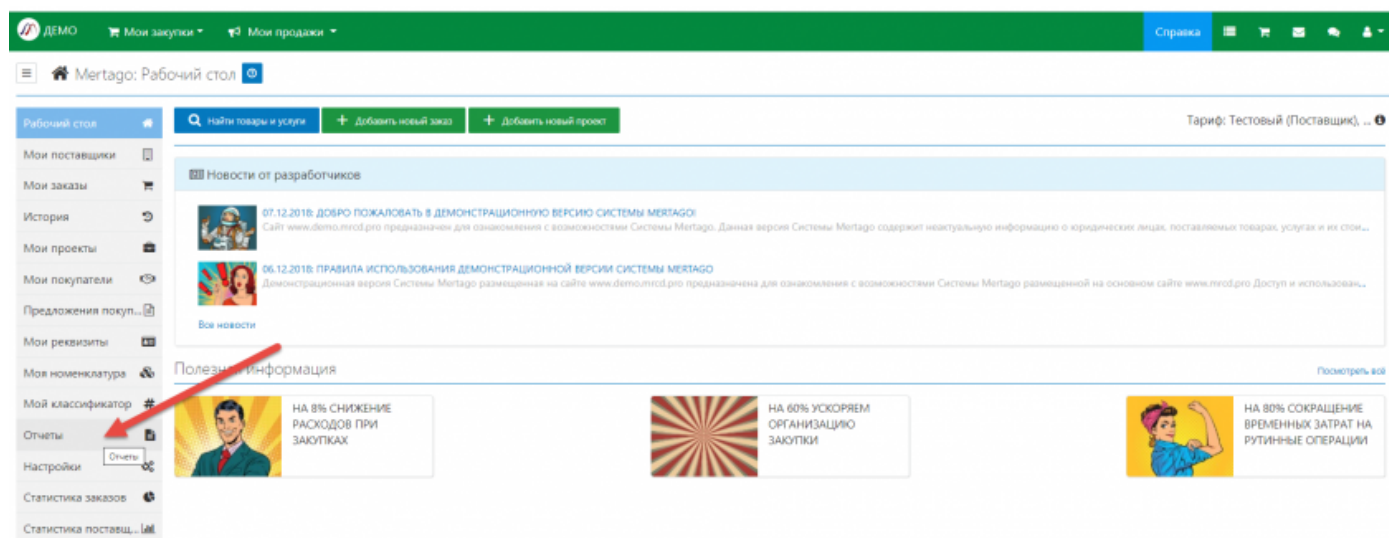 ДЕМО Мои закупки Мои продажи Справка
Mertago: Рабочий стол
Рабочий стол
Найти товары и услуги Добавить новый заказ Добавить новый проект Тариф: Тестовый (Поставщик), ...
Мои поставщики
Мои заказы
История
Мои проекты
Мои покупатели
Предложения покуп...
Мои реквизиты
Моя номенклатура
Мой классификатор
Отчеты
Отчеты
Настройки
Статистика заказов
Статистика поставщ...
Новости от разработчиков
07.12.2018: ДОБРО ПОЖАЛОВАТЬ В ДЕМОНСТРАЦИОННУЮ ВЕРСИЮ СИСТЕМЫ MERTAGO!
Сайт www.demo.mrcd.pro предназначен для ознакомления с возможностями Системы Mertago. Данная версия Системы Mertago содержит неактуальную информацию о юридических лицах, поставляемых товарах, услугах и их стои...
06.12.2018: ПРАВИЛА ИСПОЛЬЗОВАНИЯ ДЕМОНСТРАЦИОННОЙ ВЕРСИИ СИСТЕМЫ MERTAGO
Демонстрационная версия Системы Mertago размещенная на сайте www.demo.mrcd.pro предназначена для ознакомления с возможностями Системы Mertago размещенной на основном сайте www.mrcd.pro Доступ и использован...
Все новости
Полезная информация Посмотреть всё
НА 8% СНИЖЕНИЕ
РАСХОДОВ ПРИ
ЗАКУПКАХ
НА 60% УСКОРЯЕМ
ОРГАНИЗАЦИЮ
ЗАКУПКИ
НА 80% СОКРАЩЕНИЕ
ВРЕМЕННЫХ ЗАТРАТ НА
РУТИННЫЕ ОПЕРАЦИИ